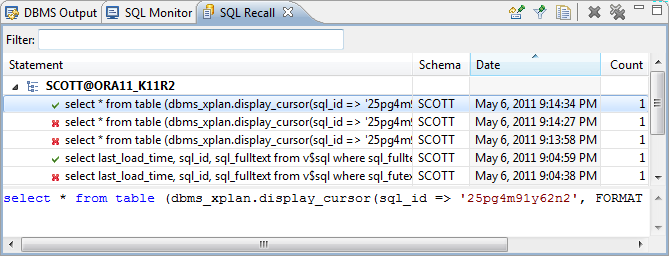 DBMS Output SQL Monitor SQL Recall
Filter:
Statement Schema Date Count
SCOTT@ORA11_K11R2
select * from table (dbms_xplan.display_cursor(sql_id => '25pg4m9 SCOTT May 6, 2011 9:14:34 PM 1
select * from table (dbms_xplan.display_cursor(sql_id => '25pg4m9 SCOTT May 6, 2011 9:14:27 PM 1
select * from table (dbms_xplan.display_cursor(sql_id => '25pg4m9 SCOTT May 6, 2011 9:13:58 PM 1
select last_load_time, sql_id, sql_fulltext from v$sql where sql_fullte SCOTT May 6, 2011 9:04:59 PM 1
select last_load_time, sql_id, sql_fulltext from v$sql where sql_futex SCOTT May 6, 2011 9:04:38 PM 1
select * from table (dbms_xplan.display_cursor(sql_id => '25pg4m91y62n2', FORMAT